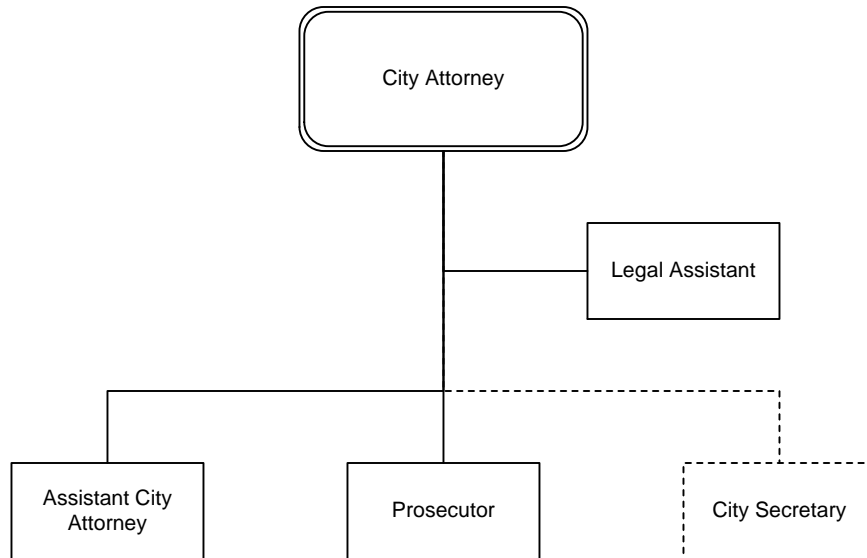 City Attorney
Legal Assistant
Assistant City
Attorney
Prosecutor
City Secretary